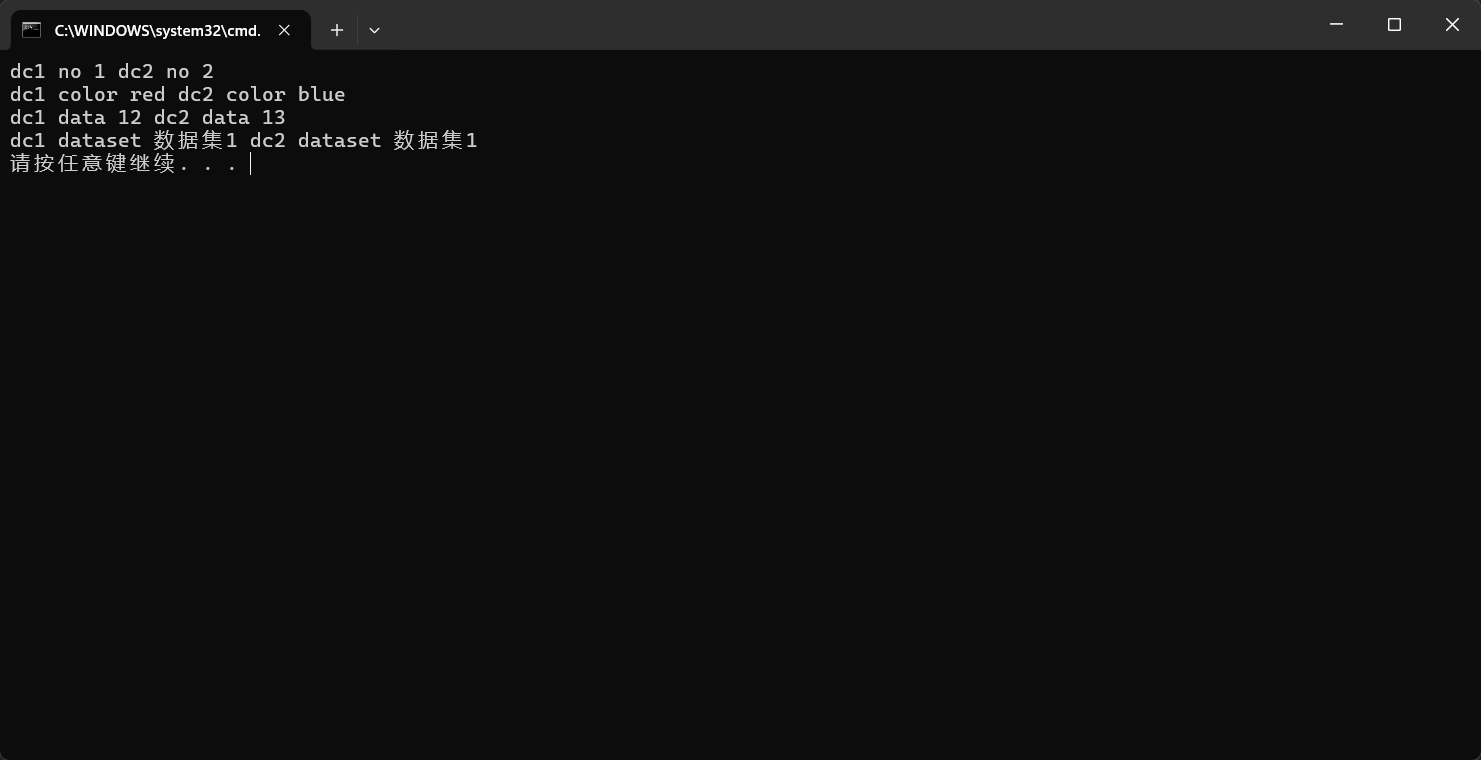 C:\WINDOWS\system32\cmd.
dc1 no 1 dc2 no 2
dc1 color red dc2 color blue
dc1 data 12 dc2 data 13
dc1 dataset 数据集1 dc2 dataset 数据集1
请按任意键继续. . .